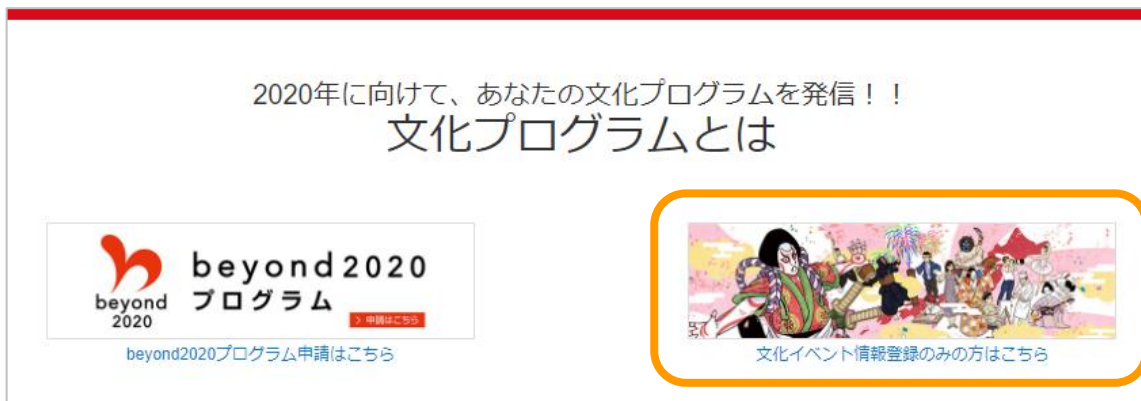 2020年に向けて、あなたの文化プログラムを発信！！
文化プログラムとは
beyond
2020
beyond2020
プログラム
> 申請はこちら
beyond2020プログラム申請はこちら
文化イベント情報登録のみの方はこちら